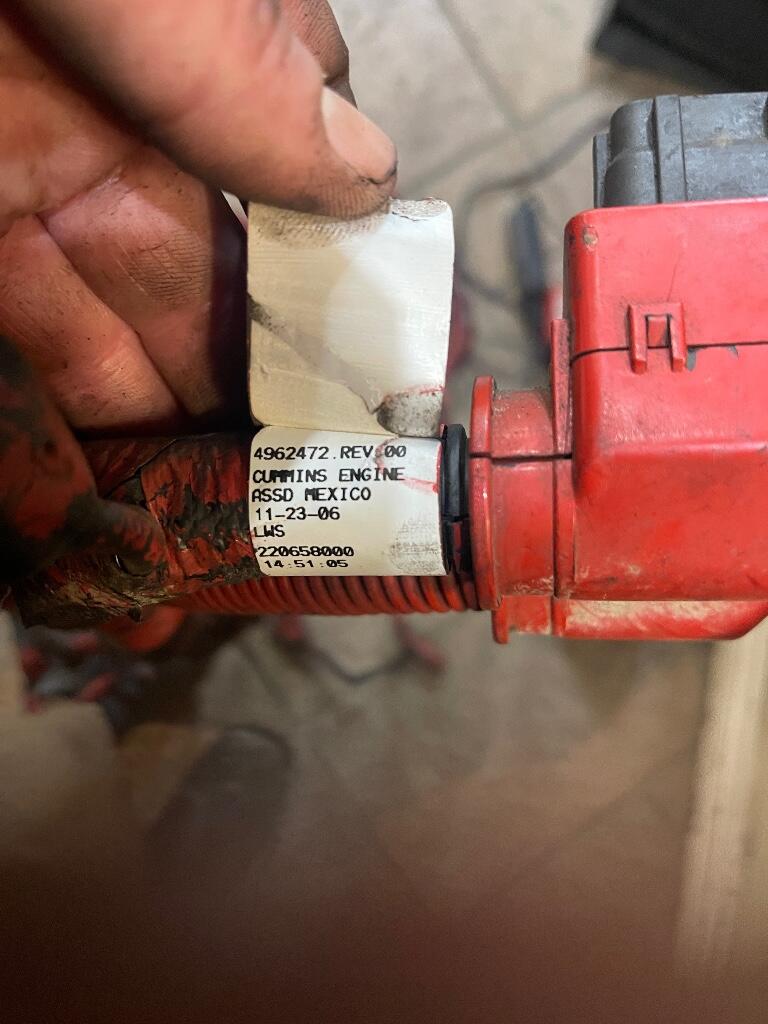 4962472.REV:00
CUMMINS ENGINE
ASSD MEXICO
11-23-06
LWS
220658000
14:51:05